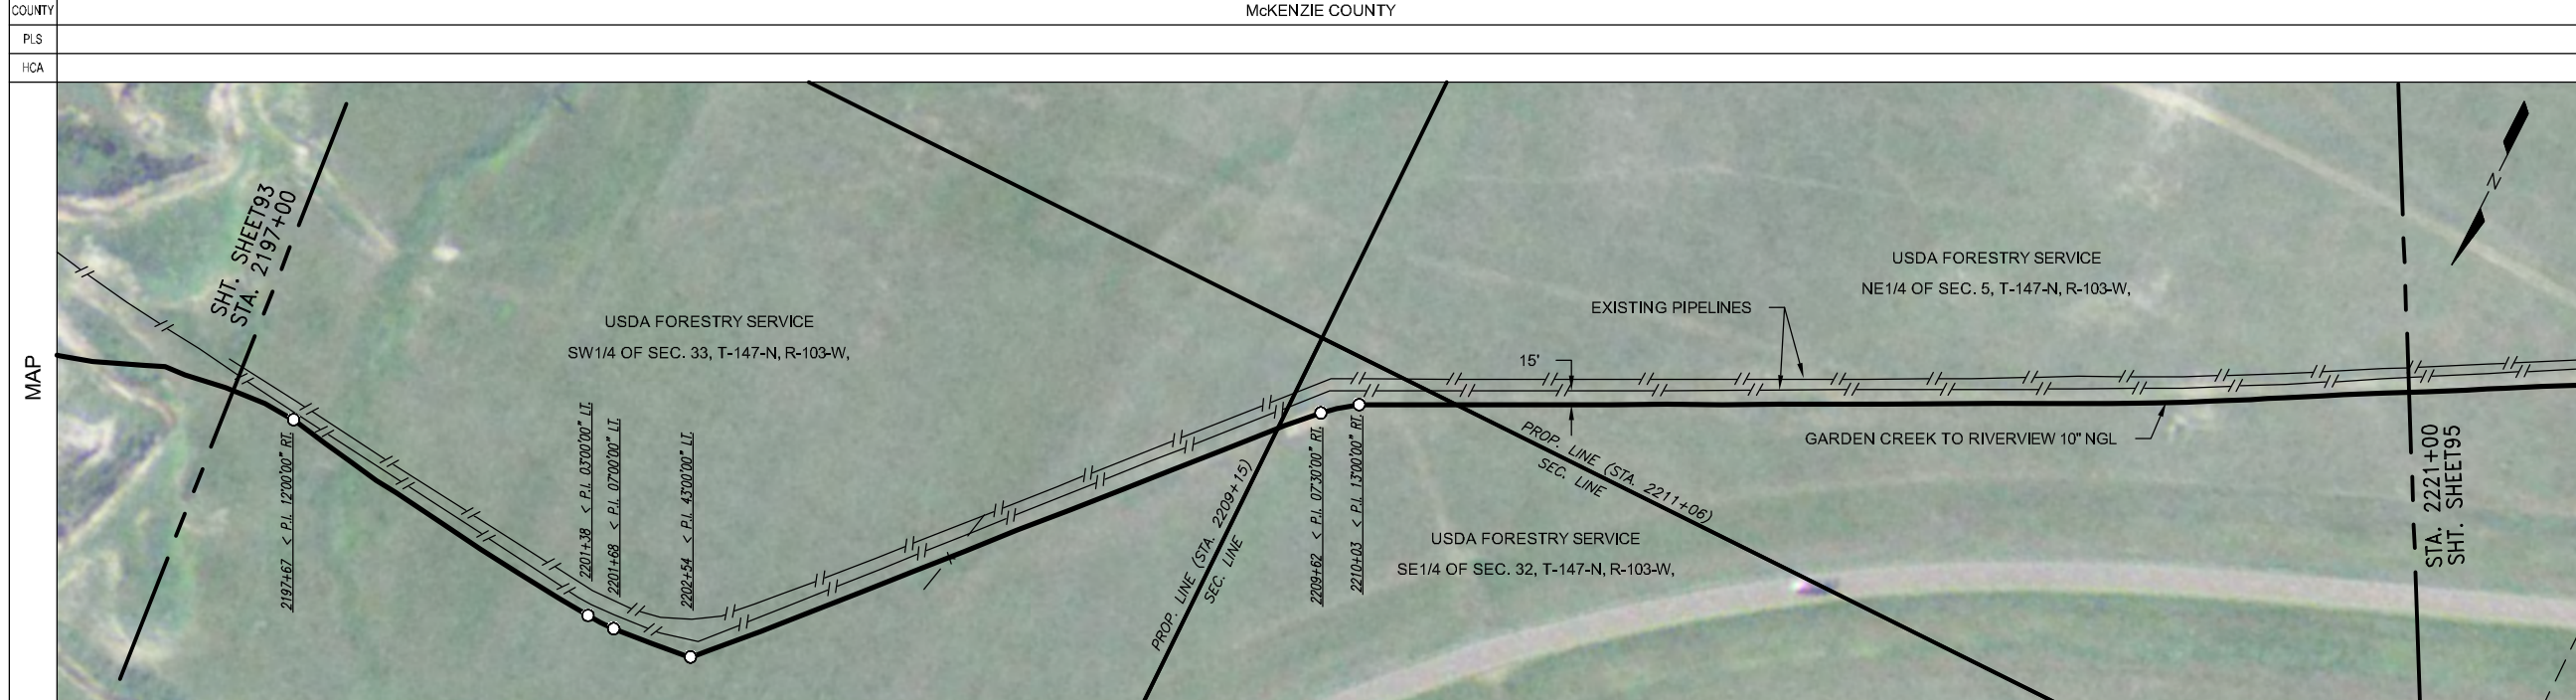 COUNTY
McKENZIE COUNTY
PLS
HCA
MAP
SHT. SHEET93
STA. 2197+00
USDA FORESTRY SERVICE
SW1/4 OF SEC. 33, T-147-N, R-103-W,
2197+67 < P.I. 12°00'00" RT.
2201+38 < P.I. 03°00'00" LT.
2201+68 < P.I. 07°00'00" LT.
2202+54 < P.I. 43°00'00" LT.
PROP. LINE (STA. 2209+15)
SEC. LINE
2209+62 < P.I. 07°30'00" RT.
2210+03 < P.I. 13°00'00" RT.
15'
EXISTING PIPELINES
USDA FORESTRY SERVICE
NE1/4 OF SEC. 5, T-147-N, R-103-W,
PROP. LINE (STA. 2211+06)
SEC. LINE
GARDEN CREEK TO RIVERVIEW 10" NGL
USDA FORESTRY SERVICE
SE1/4 OF SEC. 32, T-147-N, R-103-W,
N
STA. 2221+00
SHT. SHEET95